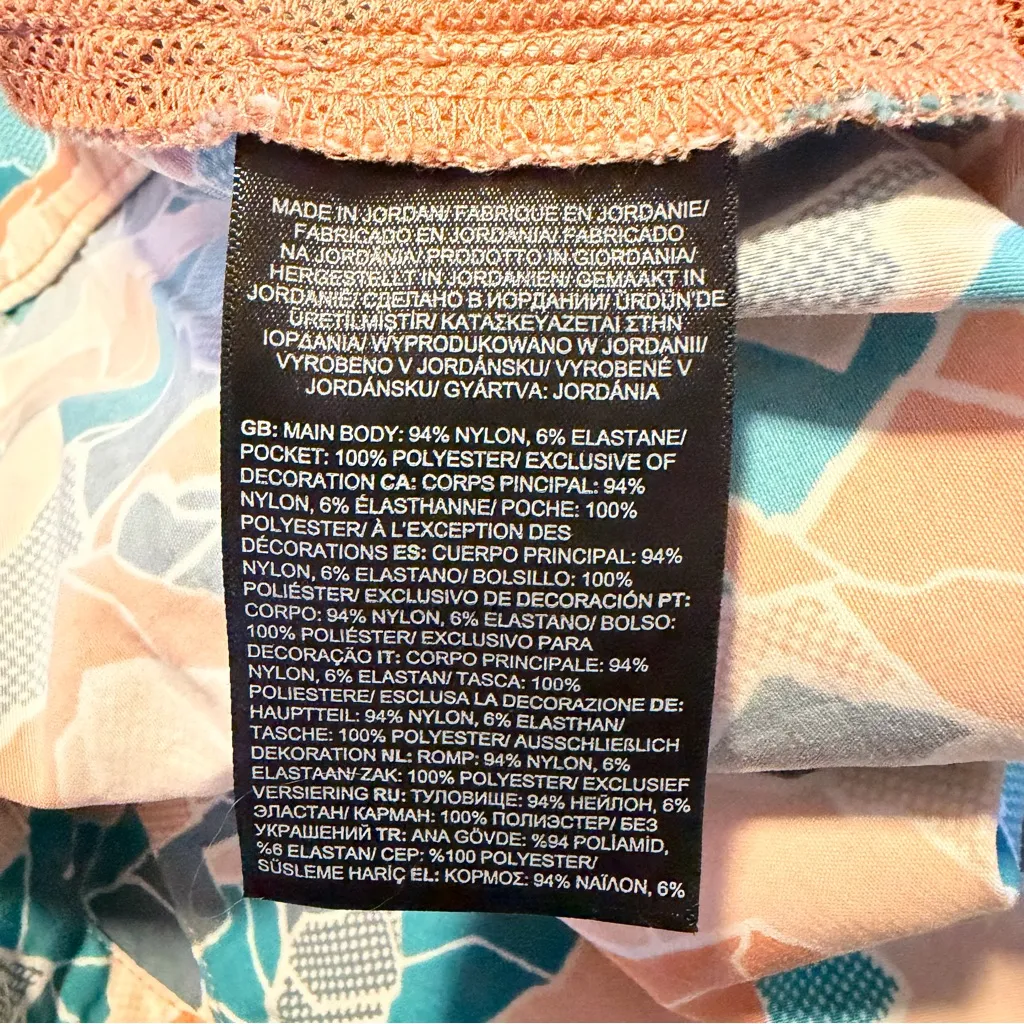 MADE IN JORDAN/ FABRIQUE EN JORDANIE/
FABRICADO EN JORDANIA/ FABRICADO
NA JORDANIA/ PRODOTTO IN GIORDANIA/
HERGESTELLT IN JORDANIEN/ GEMAAKT IN
JORDANIE/ СДЕЛАНО В ИОРДАНИИ/ ÜRDÜN'DE
ÜRETİLMİŞTİR/ ΚΑΤΑΣΚΕΥΑΖΕΤΑΙ ΣΤΗΝ
ΙΟΡΔΑΝΙΑ/ WYPRODUKOWANO W JORDANII/
VYROBENO V JORDÁNSKU/ VYROBENÉ V
JORDÁNSKU/ GYÁRTVA: JORDÁNIA
GB: MAIN BODY: 94% NYLON, 6% ELASTANE/
POCKET: 100% POLYESTER/ EXCLUSIVE OF
DECORATION CA: CORPS PINCIPAL: 94%
NYLON, 6% ÉLASTHANNE/ POCHE: 100%
POLYESTER/ À L'EXCEPTION DES
DÉCORATIONS ES: CUERPO PRINCIPAL: 94%
NYLON, 6% ELASTANO/ BOLSILLO: 100%
POLIÉSTER/ EXCLUSIVO DE DECORACIÓN PT:
CORPO: 94% NYLON, 6% ELASTANO/ BOLSO:
100% POLIÉSTER/ EXCLUSIVO PARA
DECORAÇÃO IT: CORPO PRINCIPALE: 94%
NYLON, 6% ELASTAN/ TASCA: 100%
POLIESTERE/ ESCLUSA LA DECORAZIONE DE:
HAUPTTEIL: 94% NYLON, 6% ELASTHAN/
TASCHE: 100% POLYESTER/ AUSSCHLIEßLICH
DEKORATION NL: ROMP: 94% NYLON, 6%
ELASTAAN/ ZAK: 100% POLYESTER/ EXCLUSIEF
VERSIERING RU: ТУЛОВИЩЕ: 94% НЕЙЛОН, 6%
ЭЛАСТАН/ КАРМАН: 100% ПОЛИЭСТЕР/ БЕЗ
УКРАШЕНИЙ TR: ANA GÖVDE: %94 POLİAMİD,
%6 ELASTAN/ CEP: %100 POLYESTER/
SÜSLEME HARİÇ EL: ΚΟΡΜΟΣ: 94% ΝΑΪΛΟΝ, 6%